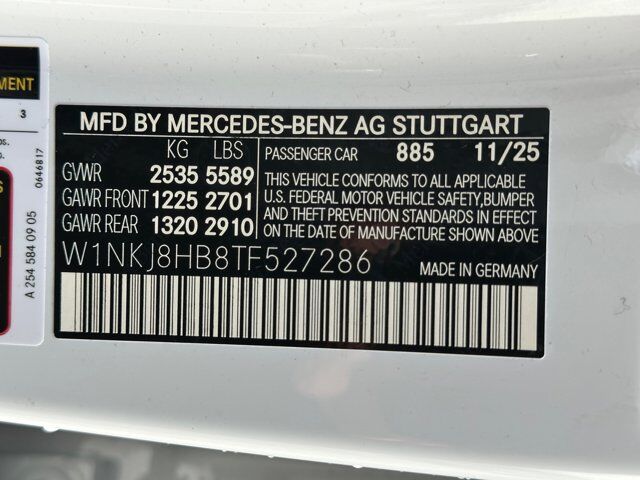 MENT
3
bs.
o.
0646817
A 254 584 09 05
MFD BY MERCEDES-BENZ AG STUTTGART
KG LBS
GVWR 2535 5589
GAWR FRONT 1225 2701
GAWR REAR 1320 2910
PASSENGER CAR 885 11/25
THIS VEHICLE CONFORMS TO ALL APPLICABLE
U.S. FEDERAL MOTOR VEHICLE SAFETY,BUMPER
AND THEFT PREVENTION STANDARDS IN EFFECT
ON THE DATE OF MANUFACTURE SHOWN ABOVE.
W1NKJ8HB8TF527286
MADE IN GERMANY